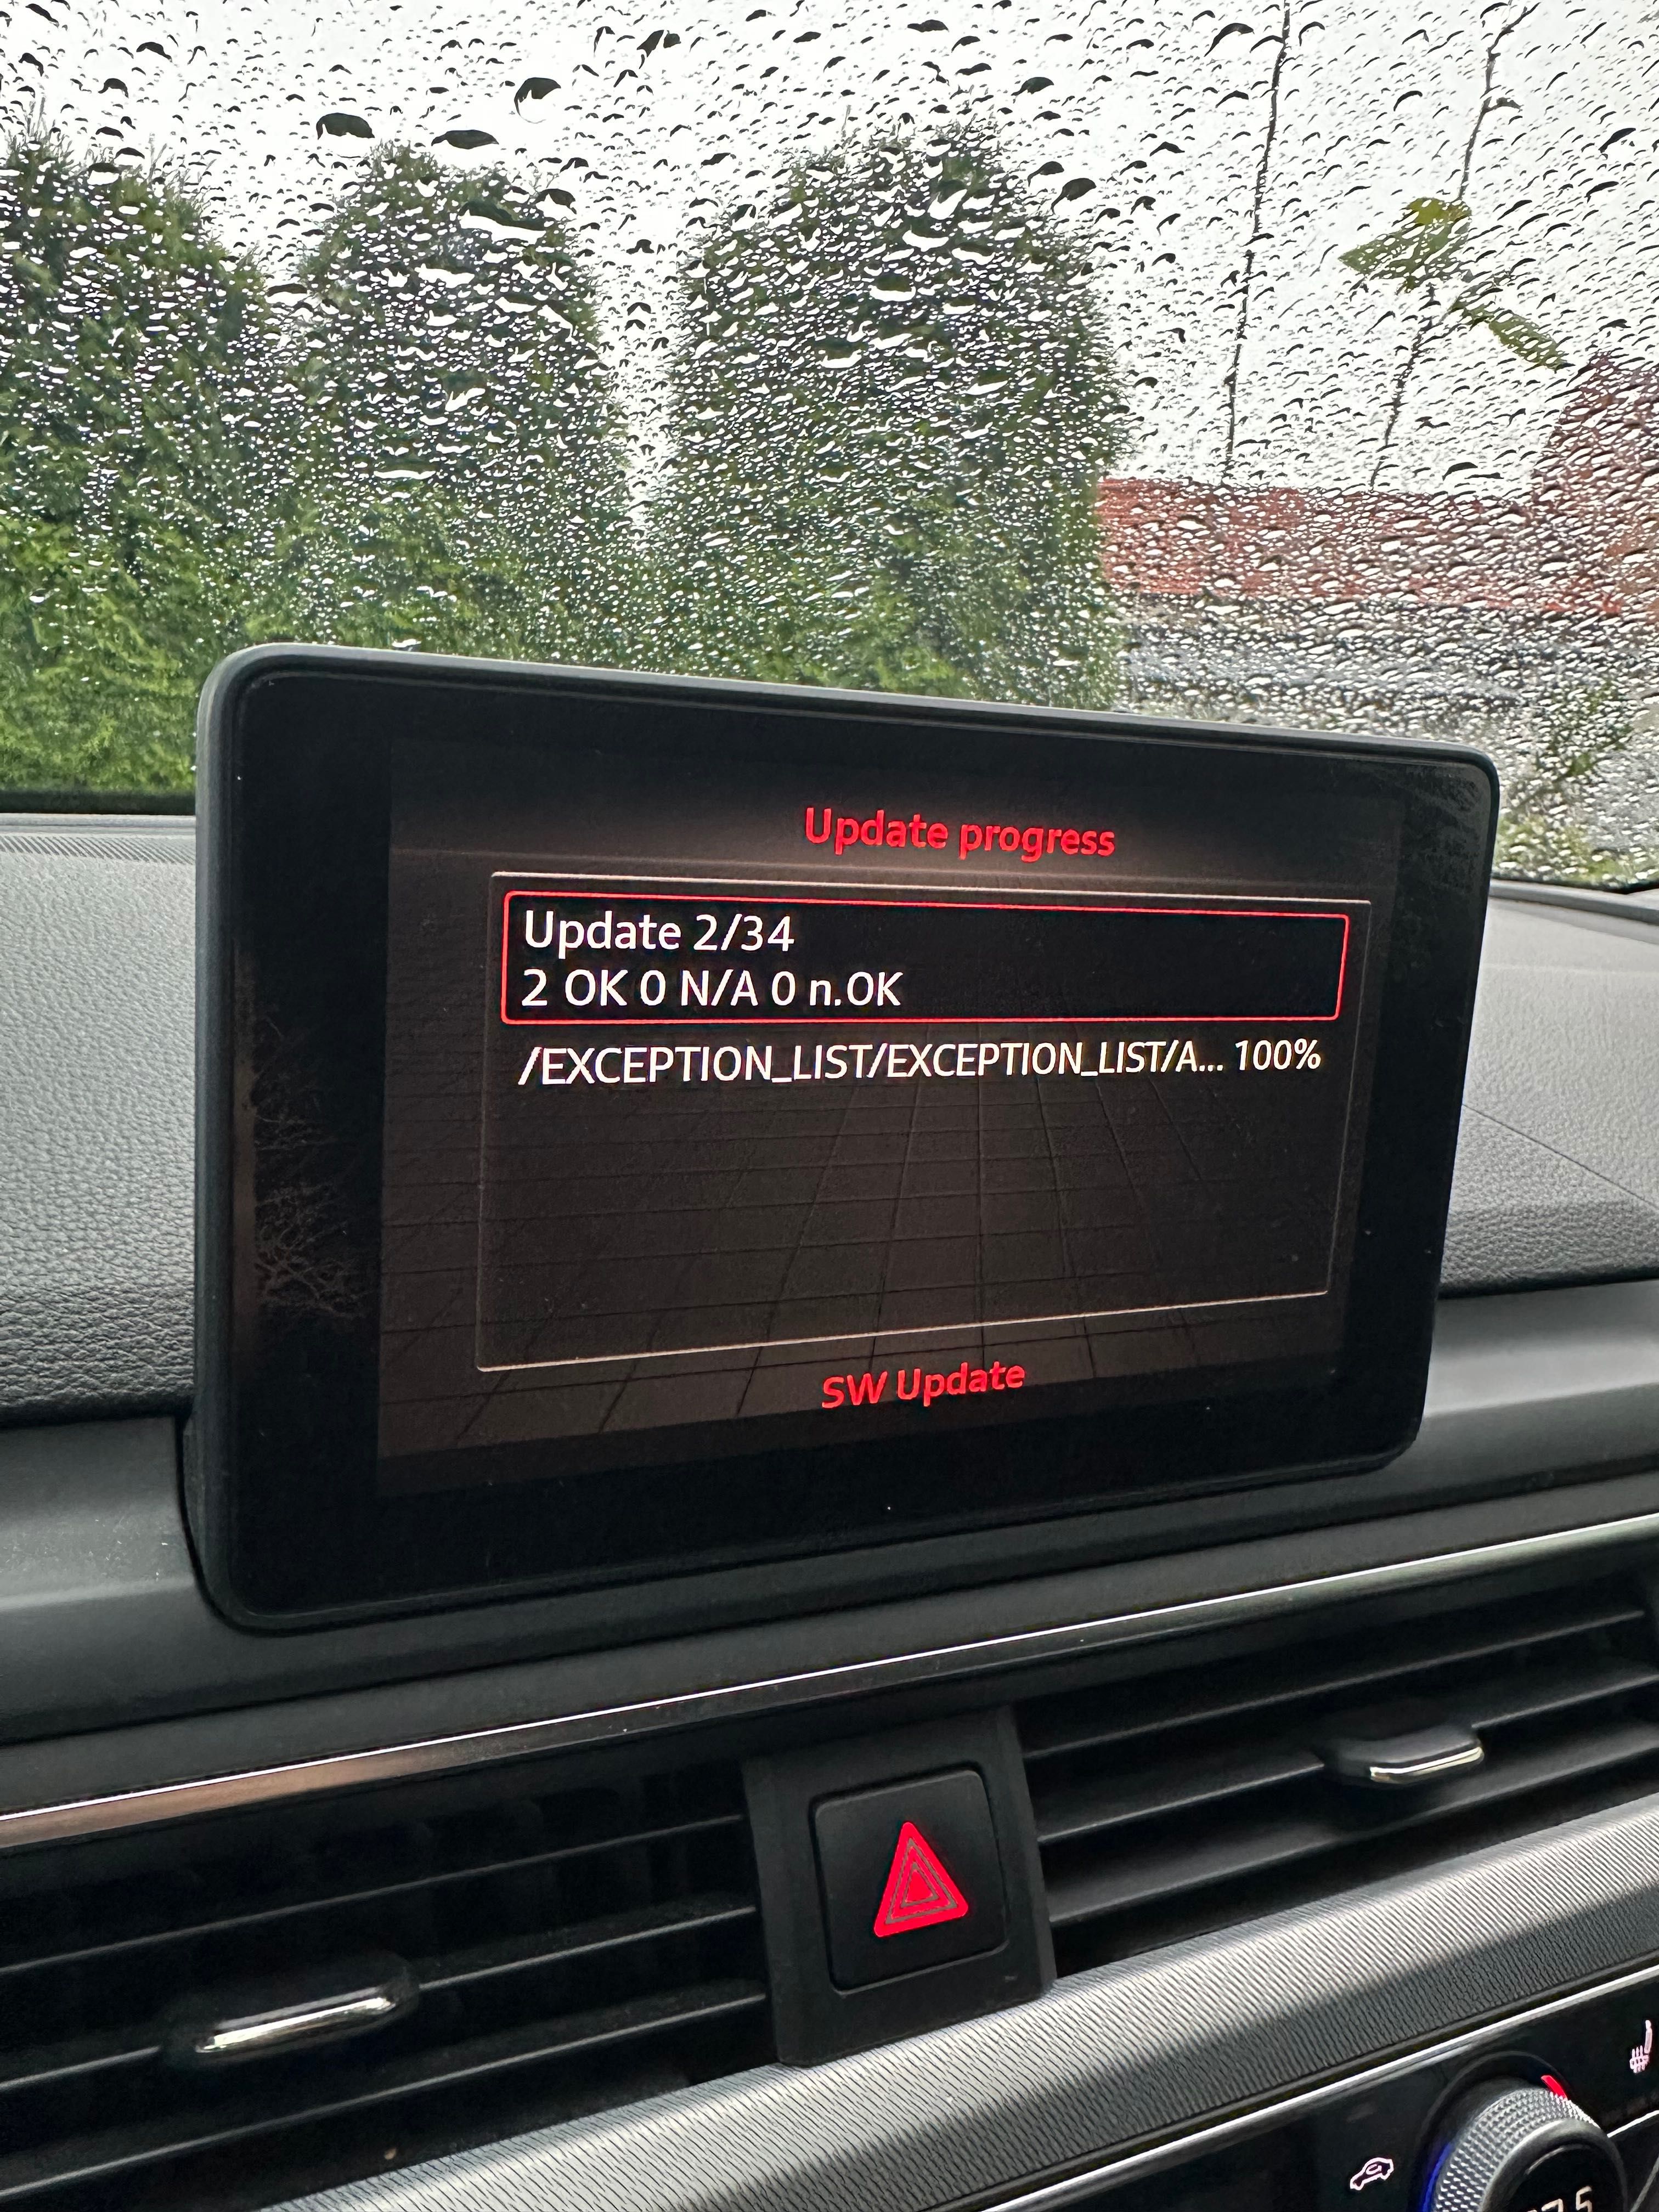 Update progress
Update 2/34
2 OK 0 N/A 0 n.OK
/EXCEPTION_LIST/EXCEPTION_LIST/A... 100%
SW Update